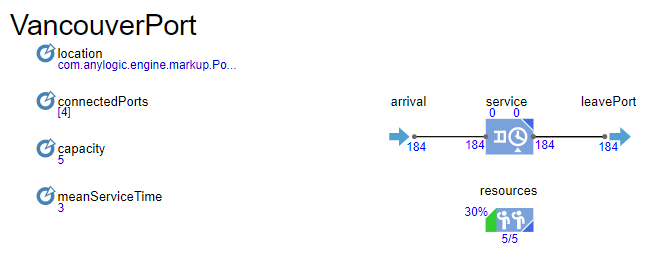 VancouverPort
location
com.anylogic.engine.markup.Po...
connectedPorts
[4]
capacity
5
meanServiceTime
3
arrival
service
leavePort
0 0
184
184
184
184
resources
30%
5/5